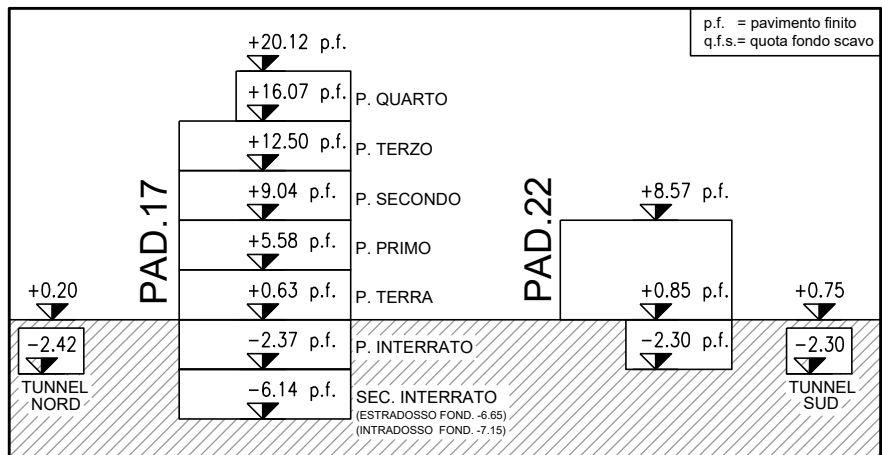 p.f. = pavimento finito
q.f.s.= quota fondo scavo
+20.12 p.f.
+16.07 p.f.
P. QUARTO
+12.50 p.f.
P. TERZO
+9.04 p.f.
P. SECONDO
+5.58 p.f.
P. PRIMO
+0.63 p.f.
P. TERRA
-2.37 p.f.
P. INTERRATO
-6.14 p.f.
SEC. INTERRATO
(ESTRADOSSO FOND. -6.65)
(INTRADOSSO FOND. -7.15)
PAD.17
+0.20
-2.42
TUNNEL
NORD
PAD.22
+8.57 p.f.
+0.85 p.f.
-2.30 p.f.
+0.75
-2.30
TUNNEL
SUD